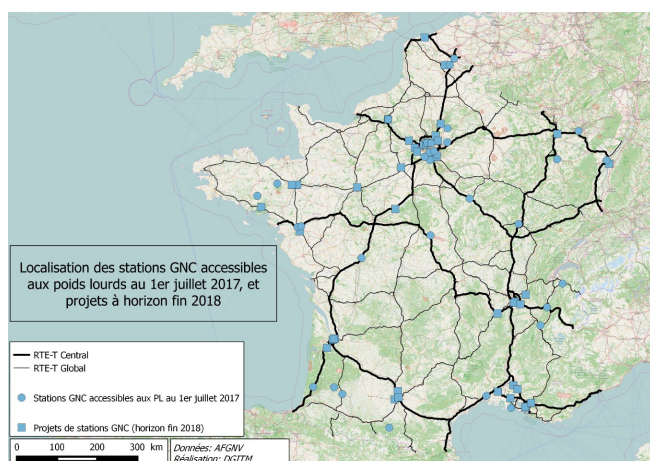 Localisation des stations GNC accessibles
aux poids lourds au 1er juillet 2017, et
projets à horizon fin 2018
RTE-T Central
RTE-T Global
Stations GNC accessibles aux PL au 1er juillet 2017
Projets de stations GNC (horizon fin 2018)
0 100 200 300 km
Données: AFGNV
Réalisation: DGITM